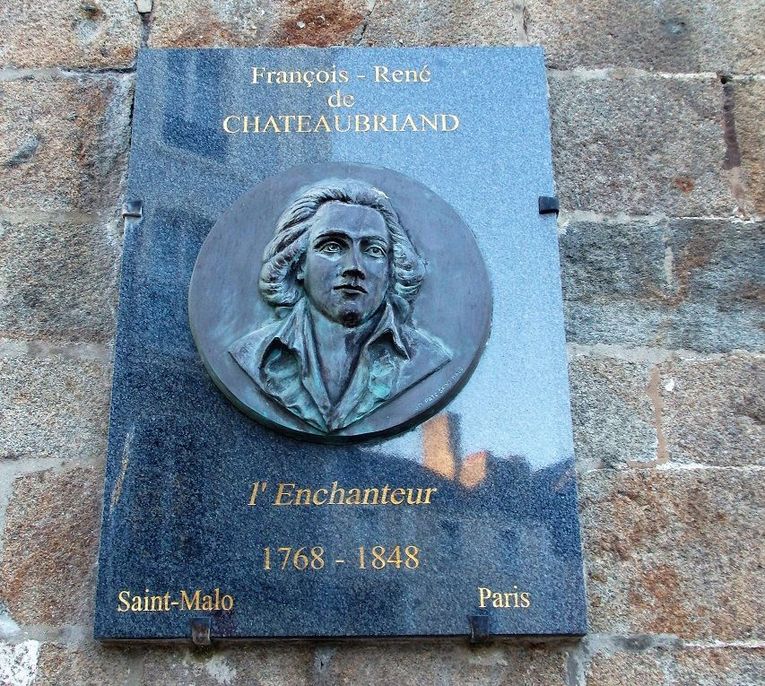 François - René
de
CHATEAUBRIAND
l' Enchanteur
1768 - 1848
Saint-Malo
Paris